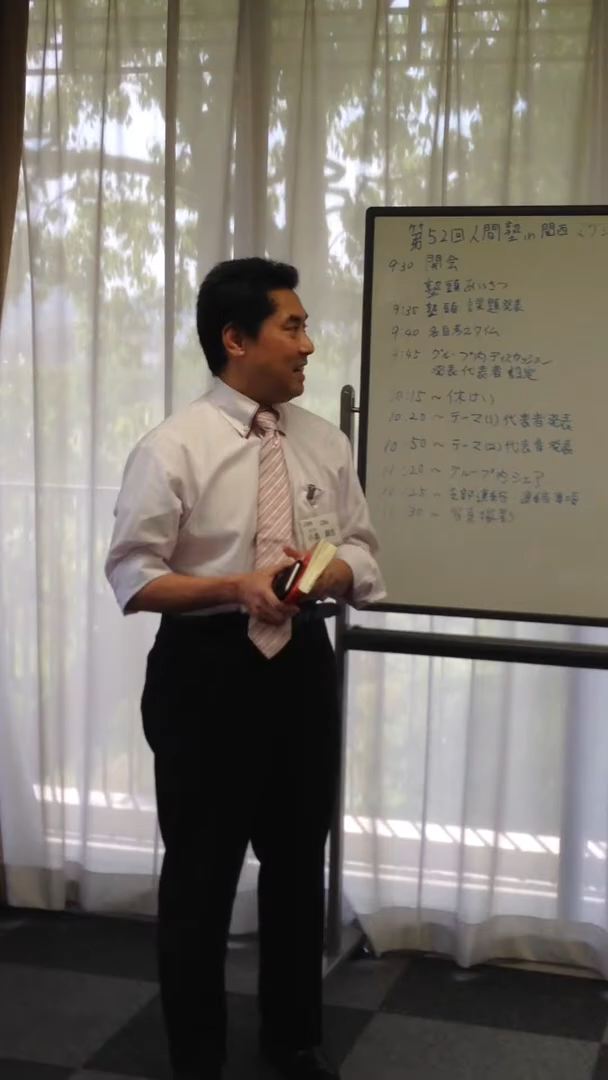 第52回人間塾in関西
9:30 開会
塾頭あいさつ
9:35 塾頭 課題発表
9:40 各自考えタイム
9:45 グループ内ディスカッション
発表代表者 選定
10:15〜休けい
10:20〜テーマ(1)代表者発表
10:50〜テーマ(2)代表者発表
11:20〜グループ内シェア
11:25〜
11:30〜写真撮影